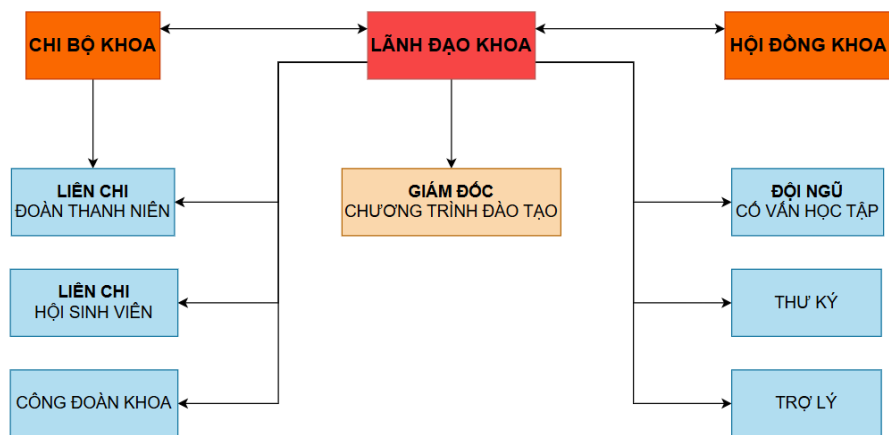 CHI BỘ KHOA
LÃNH ĐẠO KHOA
HỘI ĐỒNG KHOA
LIÊN CHI
ĐOÀN THANH NIÊN
GIÁM ĐỐC
CHƯƠNG TRÌNH ĐÀO TẠO
ĐỘI NGŨ
CỐ VẤN HỌC TẬP
LIÊN CHI
HỘI SINH VIÊN
THƯ KÝ
CÔNG ĐOÀN KHOA
TRỢ LÝ